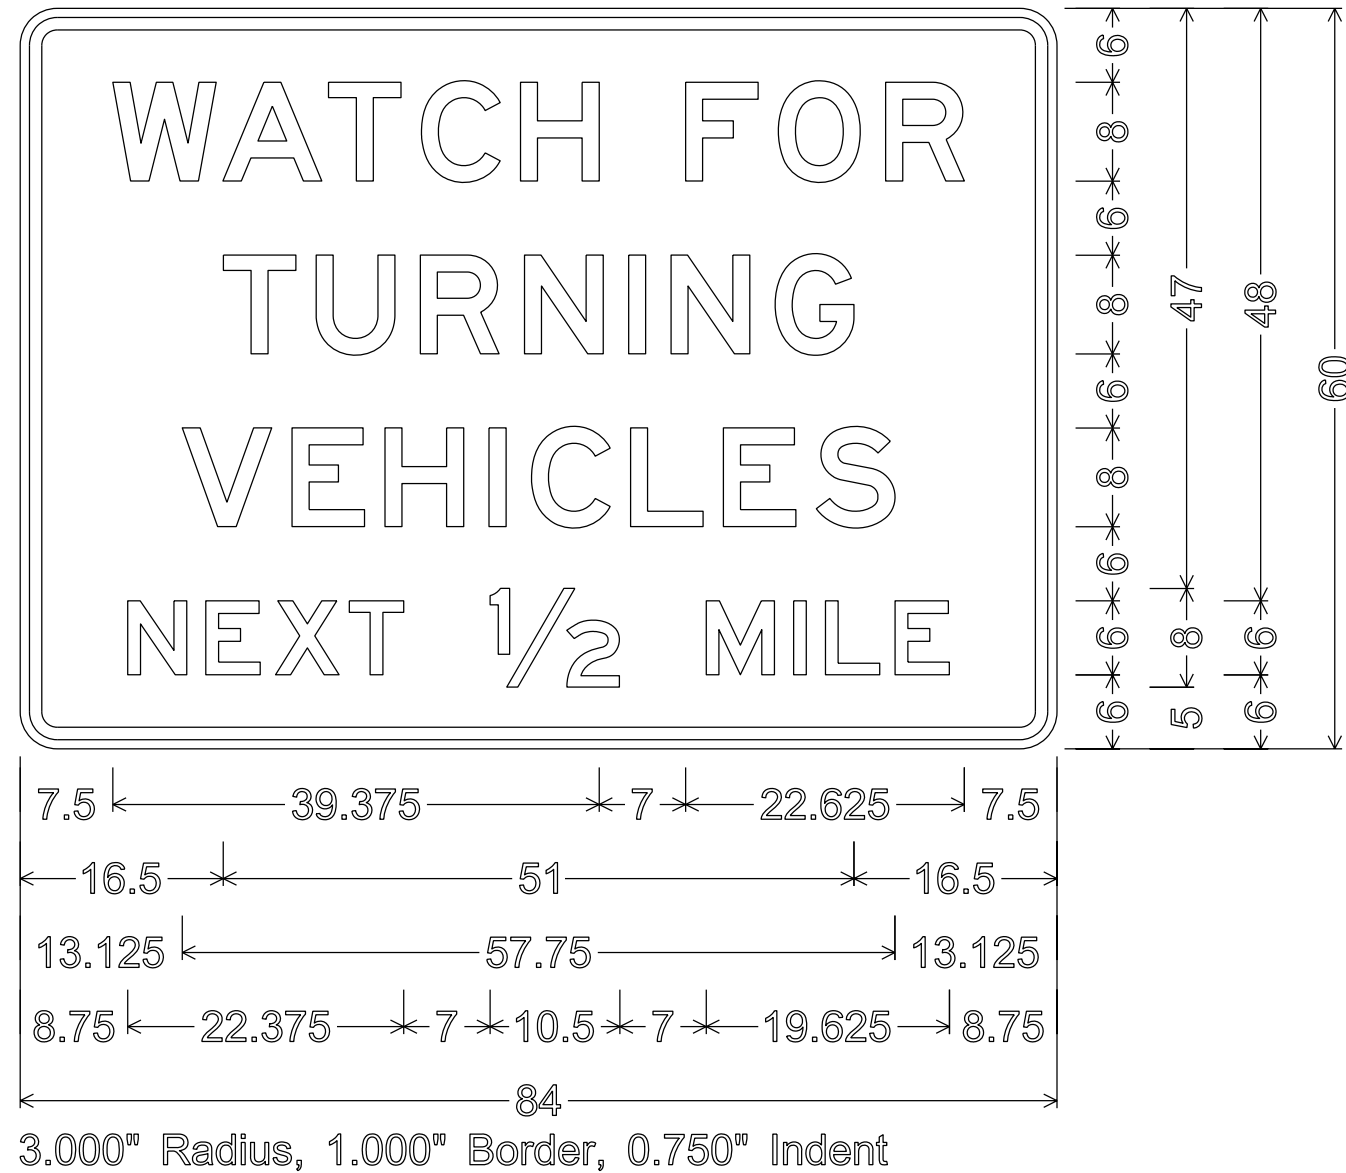 WATCH FOR
TURNING
VEHICLES
NEXT 1/2 MILE
6 8 6 8 6 8 6 6 6
47 8 5
48 6 6
60
7.5 39.375 7 22.625 7.5
16.5 51 16.5
13.125 57.75 13.125
8.75 22.375 7 10.5 7 19.625 8.75
84
3.000" Radius, 1.000" Border, 0.750" Indent